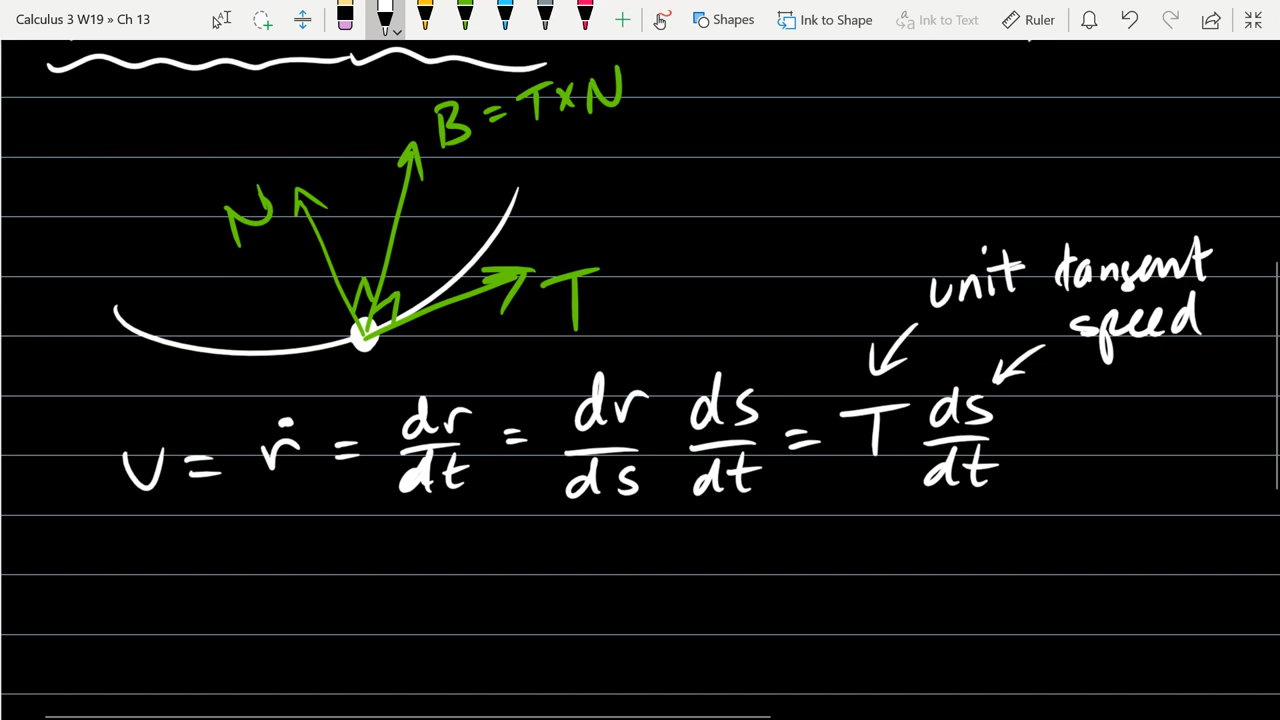 Calculus 3 W19 » Ch 13
Shapes
Ink to Shape
Ink to Text
Ruler
B = T×N
N
T
unit tangent
speed
v = ṙ = dr/dt = dr/ds ds/dt = T ds/dt